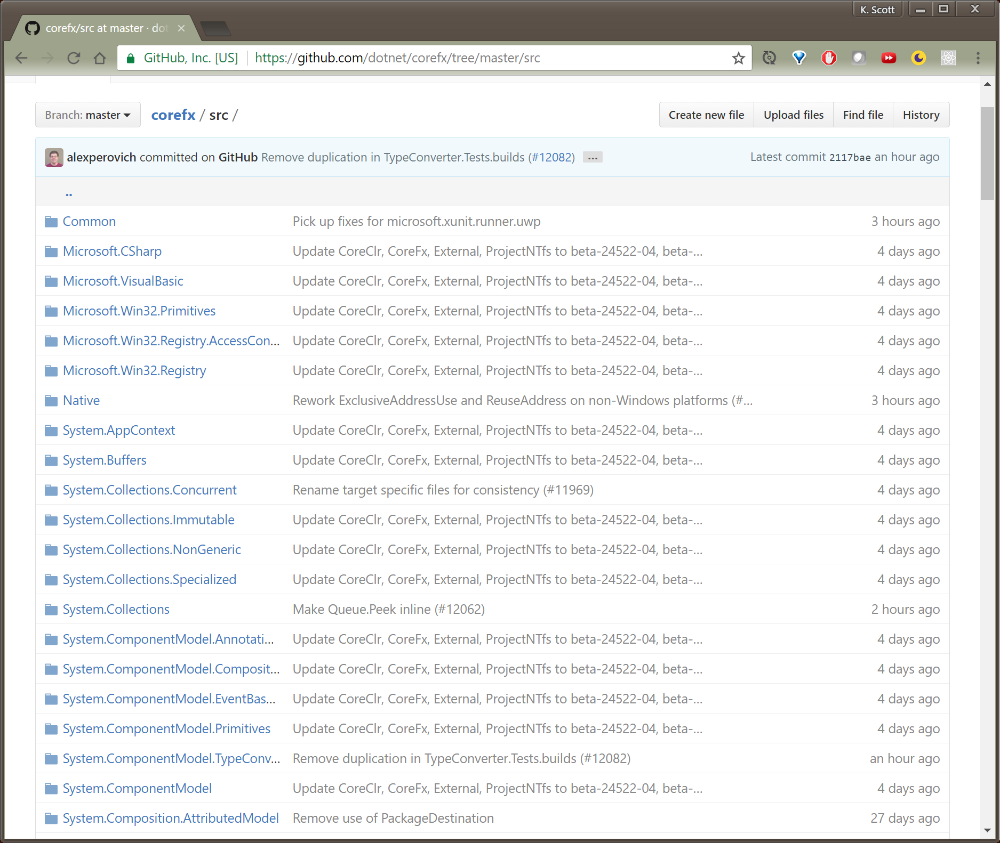 K. Scott
corefx/src at master · dot
GitHub, Inc. [US] https://github.com/dotnet/corefx/tree/master/src
Branch: master corefx / src / Create new file Upload files Find file History
alexperovich committed on GitHub Remove duplication in TypeConverter.Tests.builds (#12082) ... Latest commit 2117bae an hour ago
..
Common Pick up fixes for microsoft.xunit.runner.uwp 3 hours ago
Microsoft.CSharp Update CoreClr, CoreFx, External, ProjectNTfs to beta-24522-04, beta-... 4 days ago
Microsoft.VisualBasic Update CoreClr, CoreFx, External, ProjectNTfs to beta-24522-04, beta-... 4 days ago
Microsoft.Win32.Primitives Update CoreClr, CoreFx, External, ProjectNTfs to beta-24522-04, beta-... 4 days ago
Microsoft.Win32.Registry.AccessCon... Update CoreClr, CoreFx, External, ProjectNTfs to beta-24522-04, beta-... 4 days ago
Microsoft.Win32.Registry Update CoreClr, CoreFx, External, ProjectNTfs to beta-24522-04, beta-... 4 days ago
Native Rework ExclusiveAddressUse and ReuseAddress on non-Windows platforms (#... 3 hours ago
System.AppContext Update CoreClr, CoreFx, External, ProjectNTfs to beta-24522-04, beta-... 4 days ago
System.Buffers Update CoreClr, CoreFx, External, ProjectNTfs to beta-24522-04, beta-... 4 days ago
System.Collections.Concurrent Rename target specific files for consistency (#11969) 4 days ago
System.Collections.Immutable Update CoreClr, CoreFx, External, ProjectNTfs to beta-24522-04, beta-... 4 days ago
System.Collections.NonGeneric Update CoreClr, CoreFx, External, ProjectNTfs to beta-24522-04, beta-... 4 days ago
System.Collections.Specialized Update CoreClr, CoreFx, External, ProjectNTfs to beta-24522-04, beta-... 4 days ago
System.Collections Make Queue.Peek inline (#12062) 2 hours ago
System.ComponentModel.Annotati... Update CoreClr, CoreFx, External, ProjectNTfs to beta-24522-04, beta-... 4 days ago
System.ComponentModel.Composit... Update CoreClr, CoreFx, External, ProjectNTfs to beta-24522-04, beta-... 4 days ago
System.ComponentModel.EventBas... Update CoreClr, CoreFx, External, ProjectNTfs to beta-24522-04, beta-... 4 days ago
System.ComponentModel.Primitives Update CoreClr, CoreFx, External, ProjectNTfs to beta-24522-04, beta-... 4 days ago
System.ComponentModel.TypeConv... Remove duplication in TypeConverter.Tests.builds (#12082) an hour ago
System.ComponentModel Update CoreClr, CoreFx, External, ProjectNTfs to beta-24522-04, beta-... 4 days ago
System.Composition.AttributedModel Remove use of PackageDestination 27 days ago